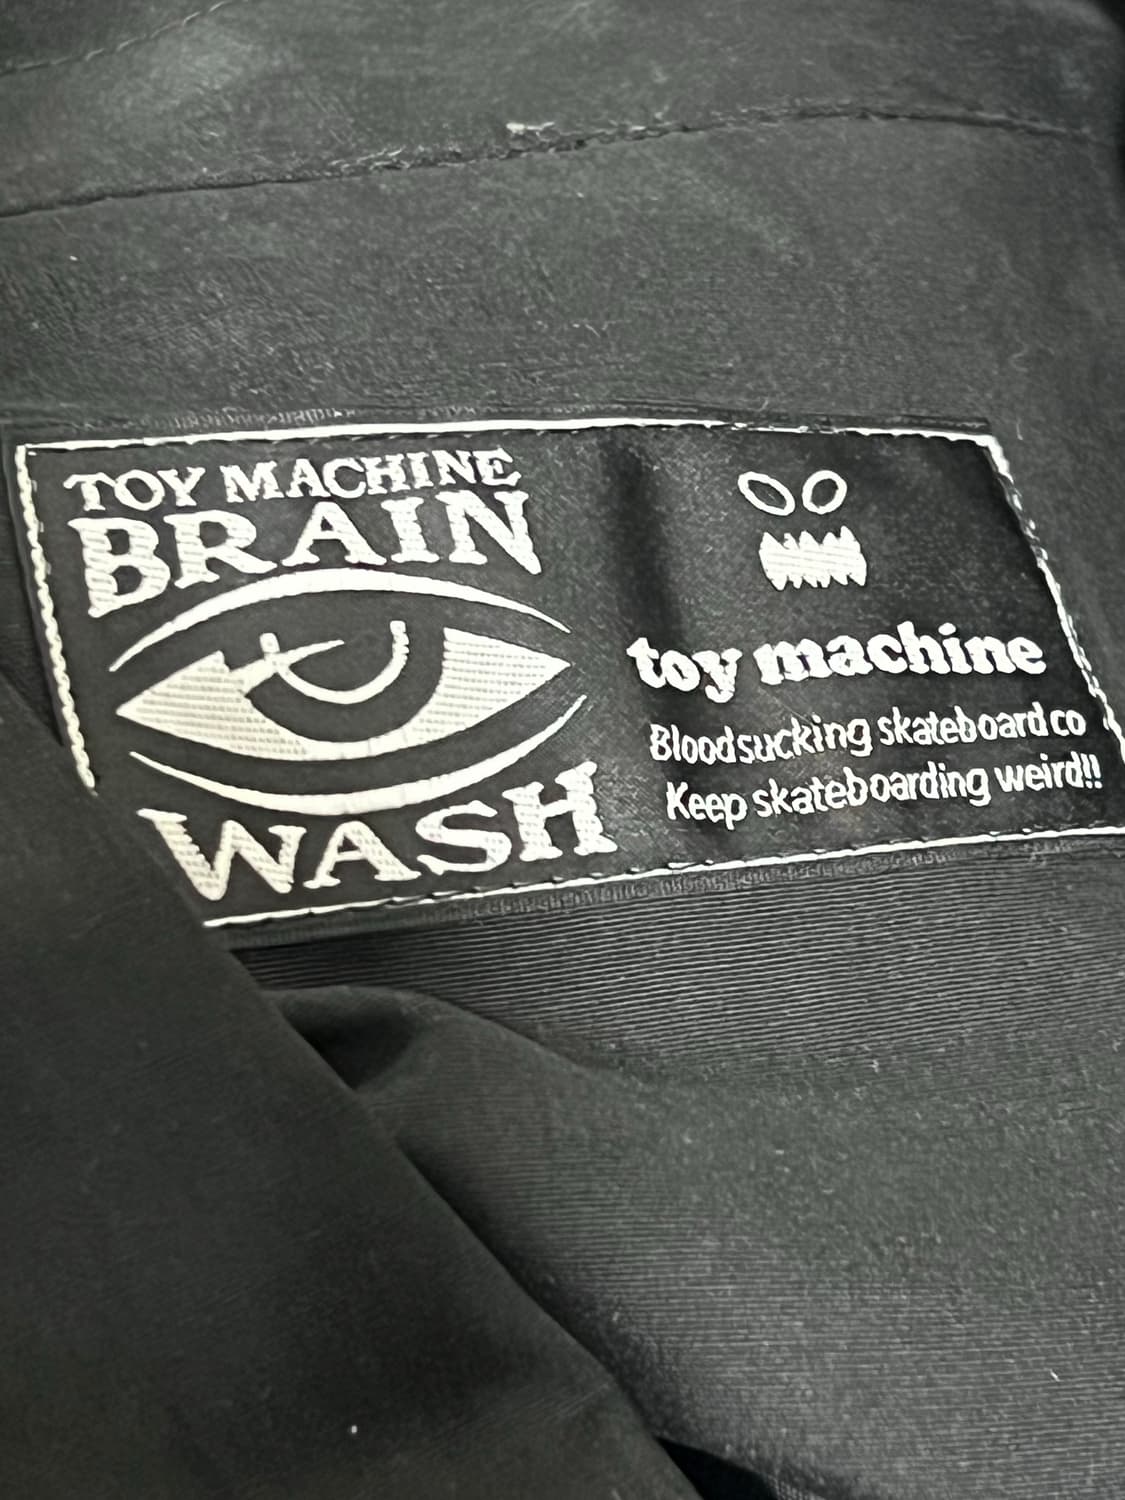 TOY MACHINE
BRAIN
WASH
toy machine
Bloodsucking skateboard co
Keep skateboarding weird!!